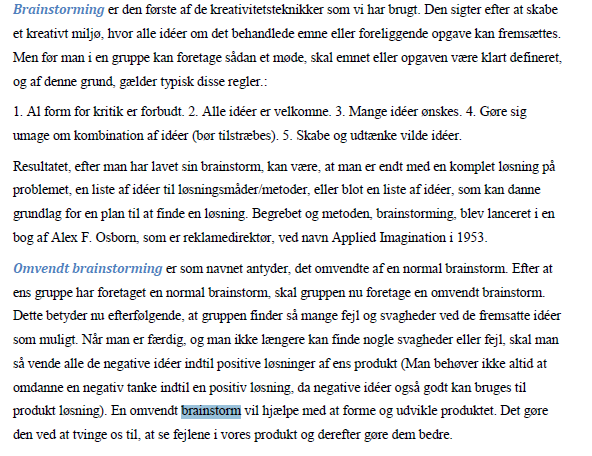 Brainstorming er den første af de kreativitetsteknikker som vi har brugt. Den sigter efter at skabe
et kreativt miljø, hvor alle idéer om det behandlede emne eller foreliggende opgave kan fremsættes.
Men før man i en gruppe kan foretage sådan et møde, skal emnet eller opgaven være klart defineret,
og af denne grund, gælder typisk disse regler.:
1. Al form for kritik er forbudt. 2. Alle idéer er velkomne. 3. Mange idéer ønskes. 4. Gøre sig
umage om kombination af idéer (bør tilstræbes). 5. Skabe og udtænke vilde idéer.
Resultatet, efter man har lavet sin brainstorm, kan være, at man er endt med en komplet løsning på
problemet, en liste af idéer til løsningsmåder/metoder, eller blot en liste af idéer, som kan danne
grundlag for en plan til at finde en løsning. Begrebet og metoden, brainstorming, blev lanceret i en
bog af Alex F. Osborn, som er reklamedirektør, ved navn Applied Imagination i 1953.
Omvendt brainstorming er som navnet antyder, det omvendte af en normal brainstorm. Efter at
ens gruppe har foretaget en normal brainstorm, skal gruppen nu foretage en omvendt brainstorm.
Dette betyder nu efterfølgende, at gruppen finder så mange fejl og svagheder ved de fremsatte idéer
som muligt. Når man er færdig, og man ikke længere kan finde nogle svagheder eller fejl, skal man
så vende alle de negative idéer indtil positive løsninger af ens produkt (Man behøver ikke altid at
omdanne en negativ tanke indtil en positiv løsning, da negative idéer også godt kan bruges til
produkt løsning). En omvendt brainstorm vil hjælpe med at forme og udvikle produktet. Det gøre
den ved at tvinge os til, at se fejlene i vores produkt og derefter gøre dem bedre.